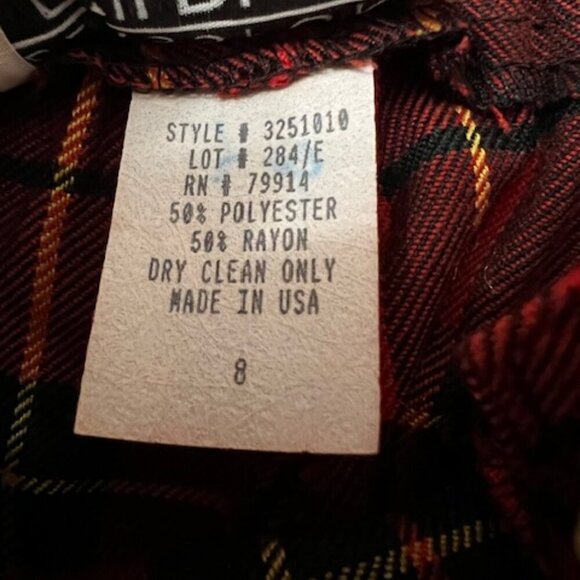 STYLE # 3251010
LOT # 284/E
RN # 79914
50% POLYESTER
50% RAYON
DRY CLEAN ONLY
MADE IN USA
8